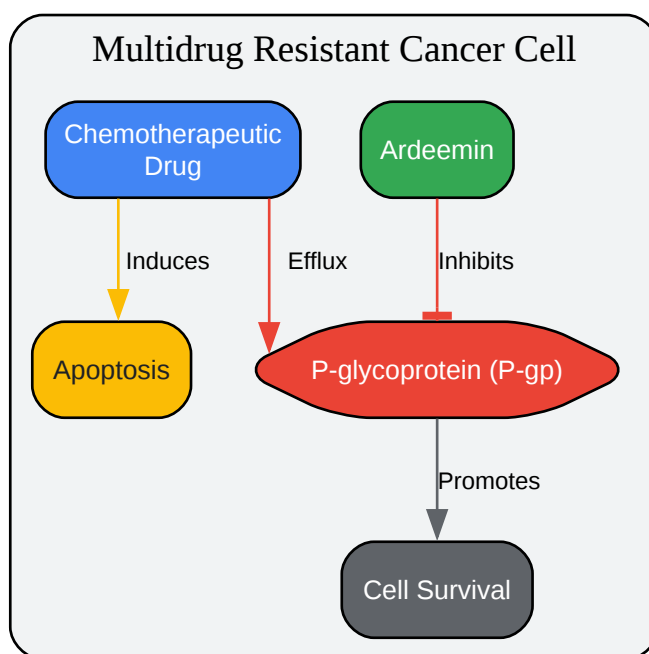 Multidrug Resistant Cancer Cell
Chemotherapeutic
Drug
Ardeemin
Induces
Efflux
Inhibits
Apoptosis
P-glycoprotein (P-gp)
Promotes
Cell Survival